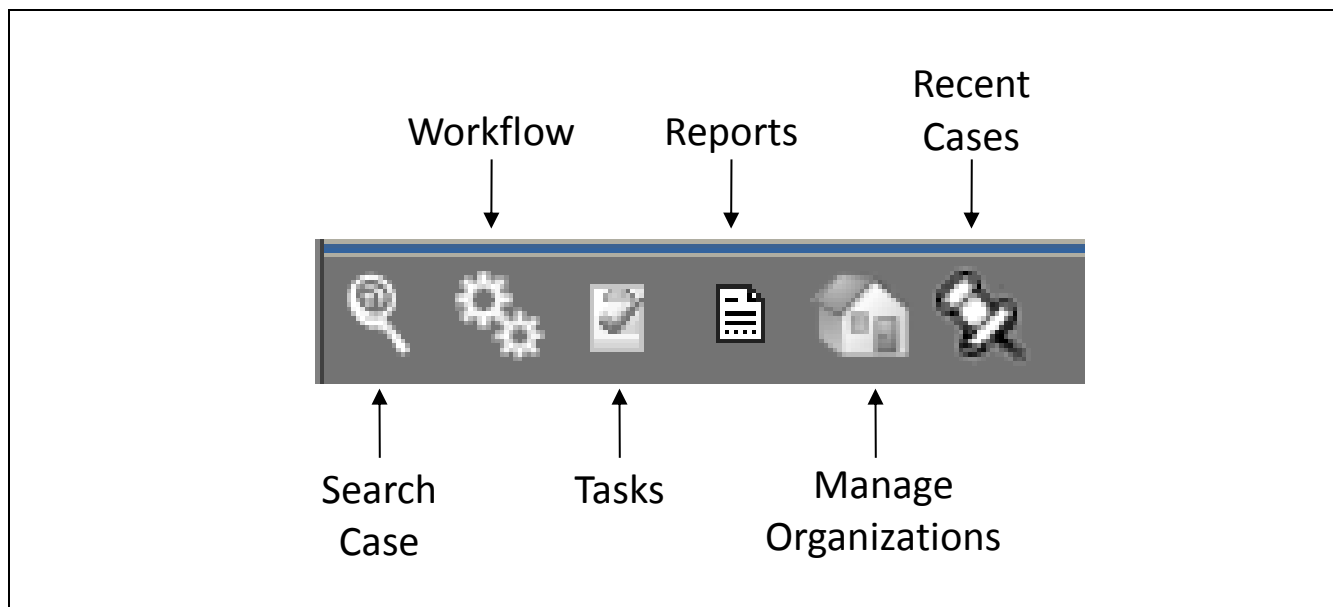 Recent
Cases
Workflow
Reports
Search
Case
Tasks
Manage
Organizations